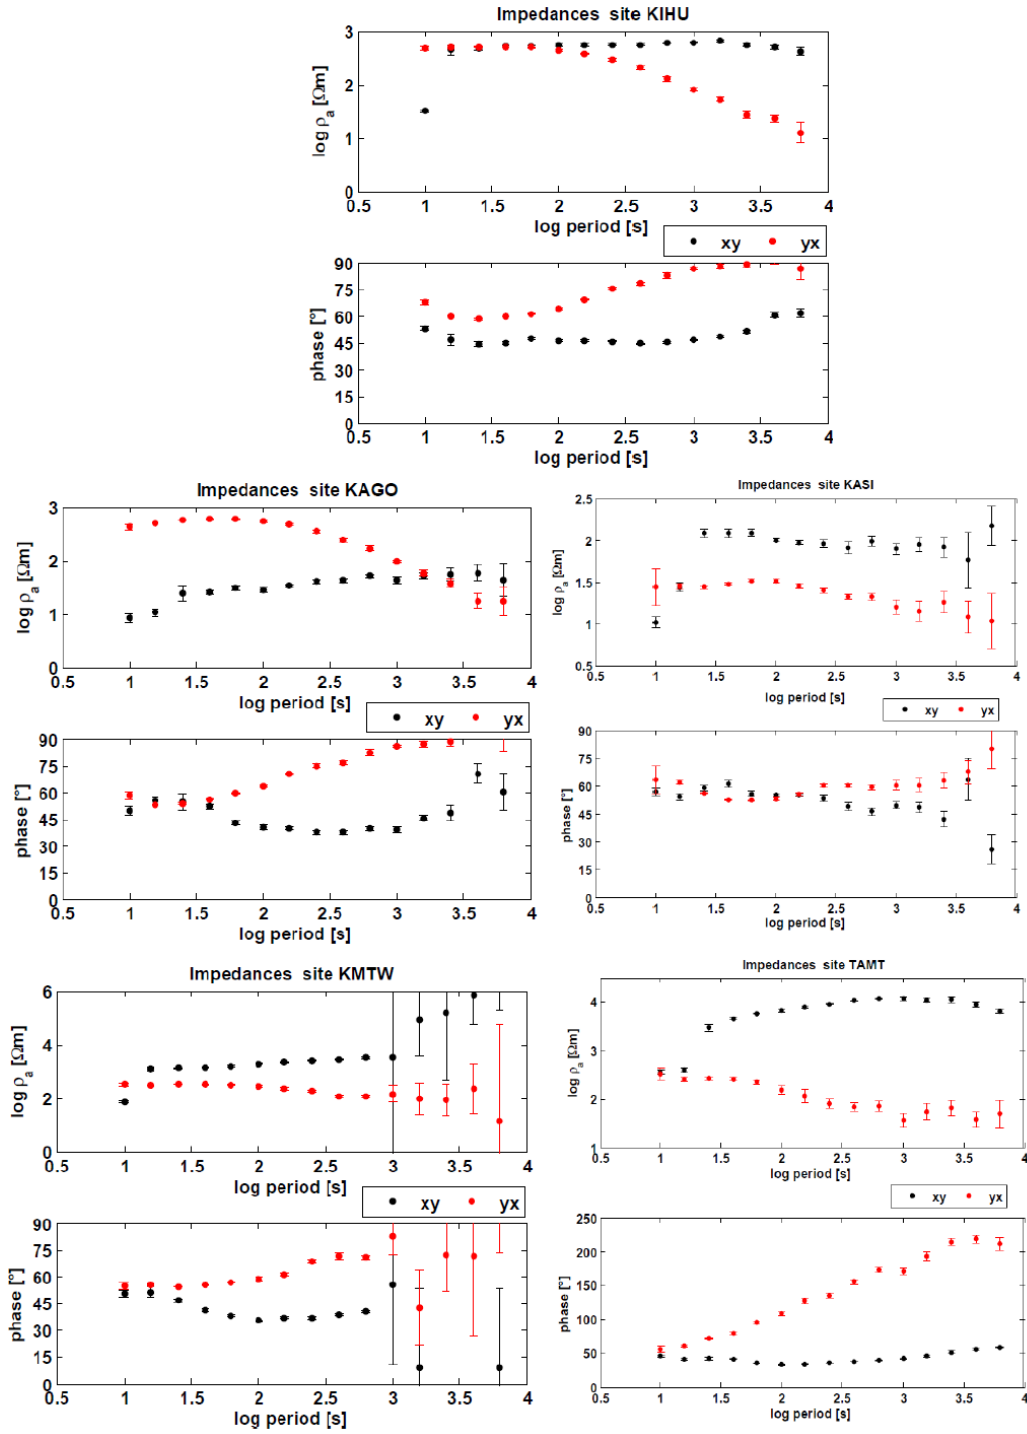 Impedances site KIHU
3
2
1
0
log ρa [Ωm]
0.5 1 1.5 2 2.5 3 3.5 4
log period [s]
xy yx
90
75
60
45
30
15
0
phase [°]
0.5 1 1.5 2 2.5 3 3.5 4
log period [s]
Impedances site KAGO
3
2
1
0
log ρa [Ωm]
0.5 1 1.5 2 2.5 3 3.5 4
log period [s]
xy yx
90
75
60
45
30
15
0
phase [°]
0.5 1 1.5 2 2.5 3 3.5 4
log period [s]
Impedances site KASI
2.5
2
1.5
1
0.5
log ρa [Ωm]
0.5 1 1.5 2 2.5 3 3.5 4
log period [s]
xy yx
90
75
60
45
30
15
0
phase [°]
0.5 1 1.5 2 2.5 3 3.5 4
log period [s]
Impedances site KMTW
6
4
2
0
log ρa [Ωm]
0.5 1 1.5 2 2.5 3 3.5 4
log period [s]
xy yx
90
75
60
45
30
15
0
phase [°]
0.5 1 1.5 2 2.5 3 3.5 4
log period [s]
Impedances site TAMT
4
3
2
1
log ρa [Ωm]
0.5 1 1.5 2 2.5 3 3.5 4
log period [s]
xy yx
250
200
150
100
50
0
phase [°]
0.5 1 1.5 2 2.5 3 3.5 4
log period [s]